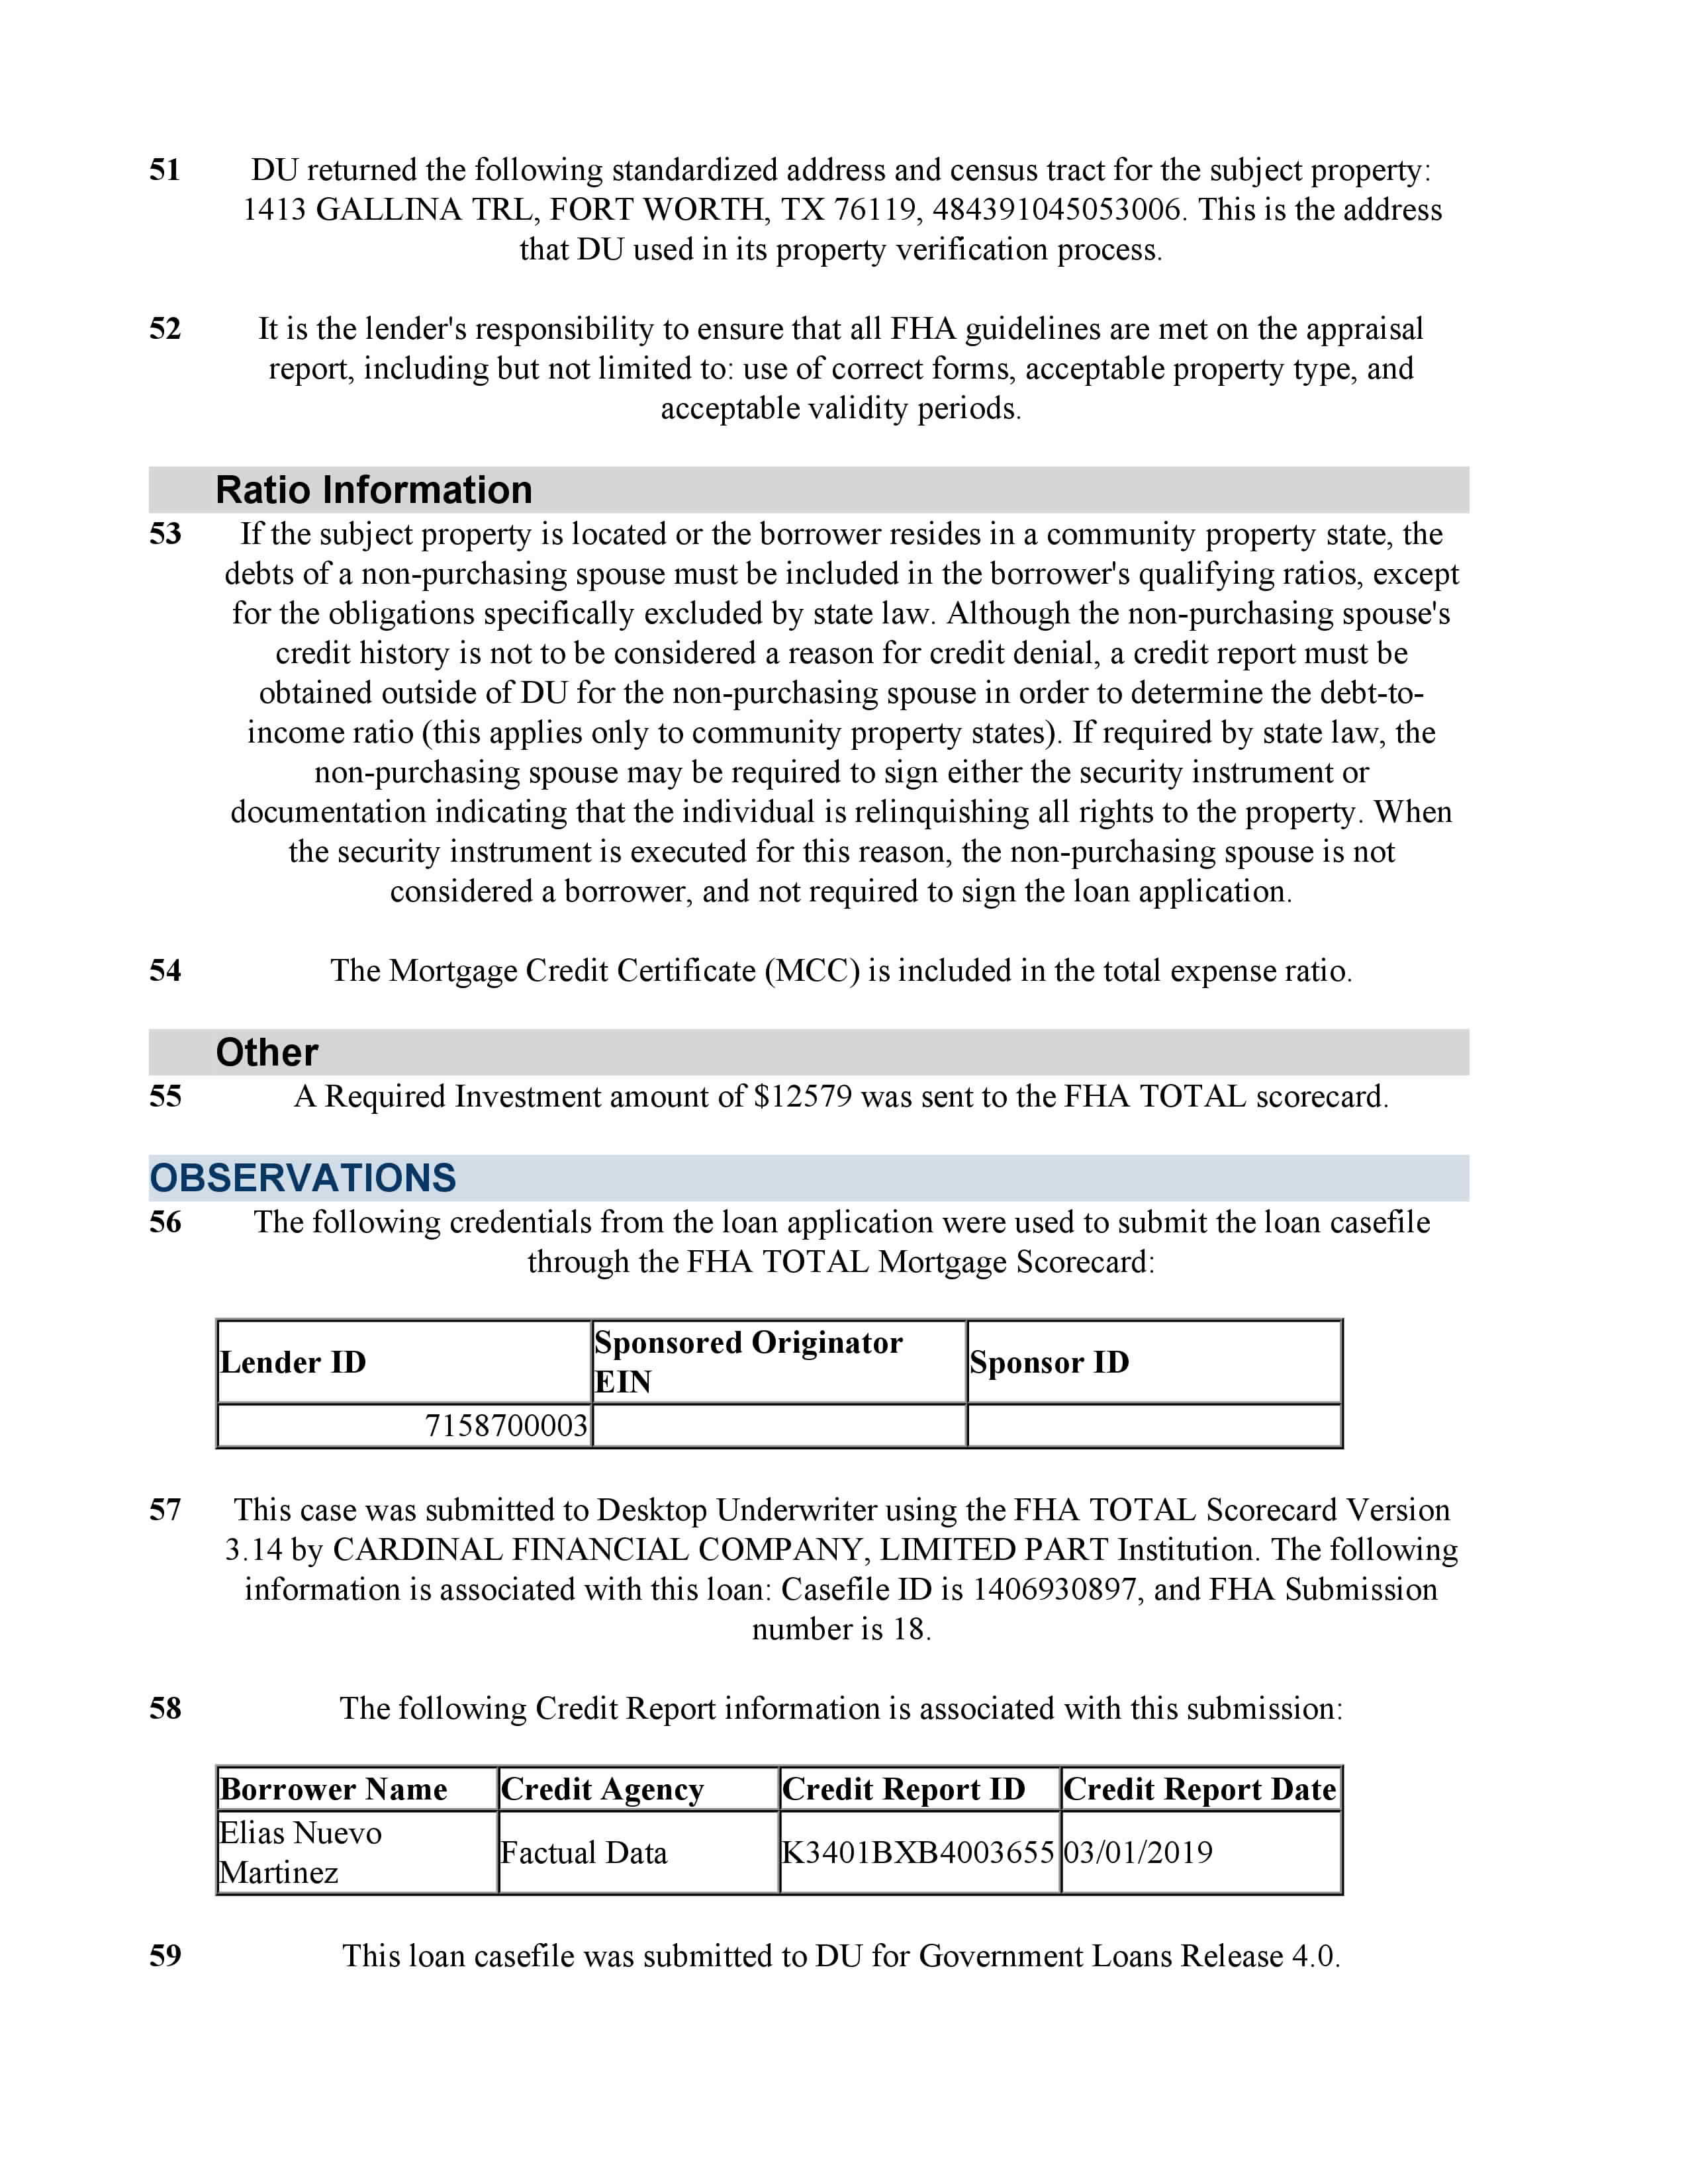 51 DU returned the following standardized address and census tract for the subject property:
1413 GALLINA TRL, FORT WORTH, TX 76119, 484391045053006. This is the address
that DU used in its property verification process.
52 It is the lender's responsibility to ensure that all FHA guidelines are met on the appraisal
report, including but not limited to: use of correct forms, acceptable property type, and
acceptable validity periods.
Ratio Information
53 If the subject property is located or the borrower resides in a community property state, the
debts of a non-purchasing spouse must be included in the borrower's qualifying ratios, except
for the obligations specifically excluded by state law. Although the non-purchasing spouse's
credit history is not to be considered a reason for credit denial, a credit report must be
obtained outside of DU for the non-purchasing spouse in order to determine the debt-to-
income ratio (this applies only to community property states). If required by state law, the
non-purchasing spouse may be required to sign either the security instrument or
documentation indicating that the individual is relinquishing all rights to the property. When
the security instrument is executed for this reason, the non-purchasing spouse is not
considered a borrower, and not required to sign the loan application.
54 The Mortgage Credit Certificate (MCC) is included in the total expense ratio.
Other
55 A Required Investment amount of $12579 was sent to the FHA TOTAL scorecard.
OBSERVATIONS
56 The following credentials from the loan application were used to submit the loan casefile
through the FHA TOTAL Mortgage Scorecard:
Lender ID Sponsored Originator EIN Sponsor ID
7158700003
57 This case was submitted to Desktop Underwriter using the FHA TOTAL Scorecard Version
3.14 by CARDINAL FINANCIAL COMPANY, LIMITED PART Institution. The following
information is associated with this loan: Casefile ID is 1406930897, and FHA Submission
number is 18.
58 The following Credit Report information is associated with this submission:
Borrower Name Credit Agency Credit Report ID Credit Report Date
Elias Nuevo Martinez Factual Data K3401BXB4003655 03/01/2019
59 This loan casefile was submitted to DU for Government Loans Release 4.0.